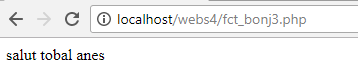 localhost/webs4/fct_bonj3.php
salut tobal anes